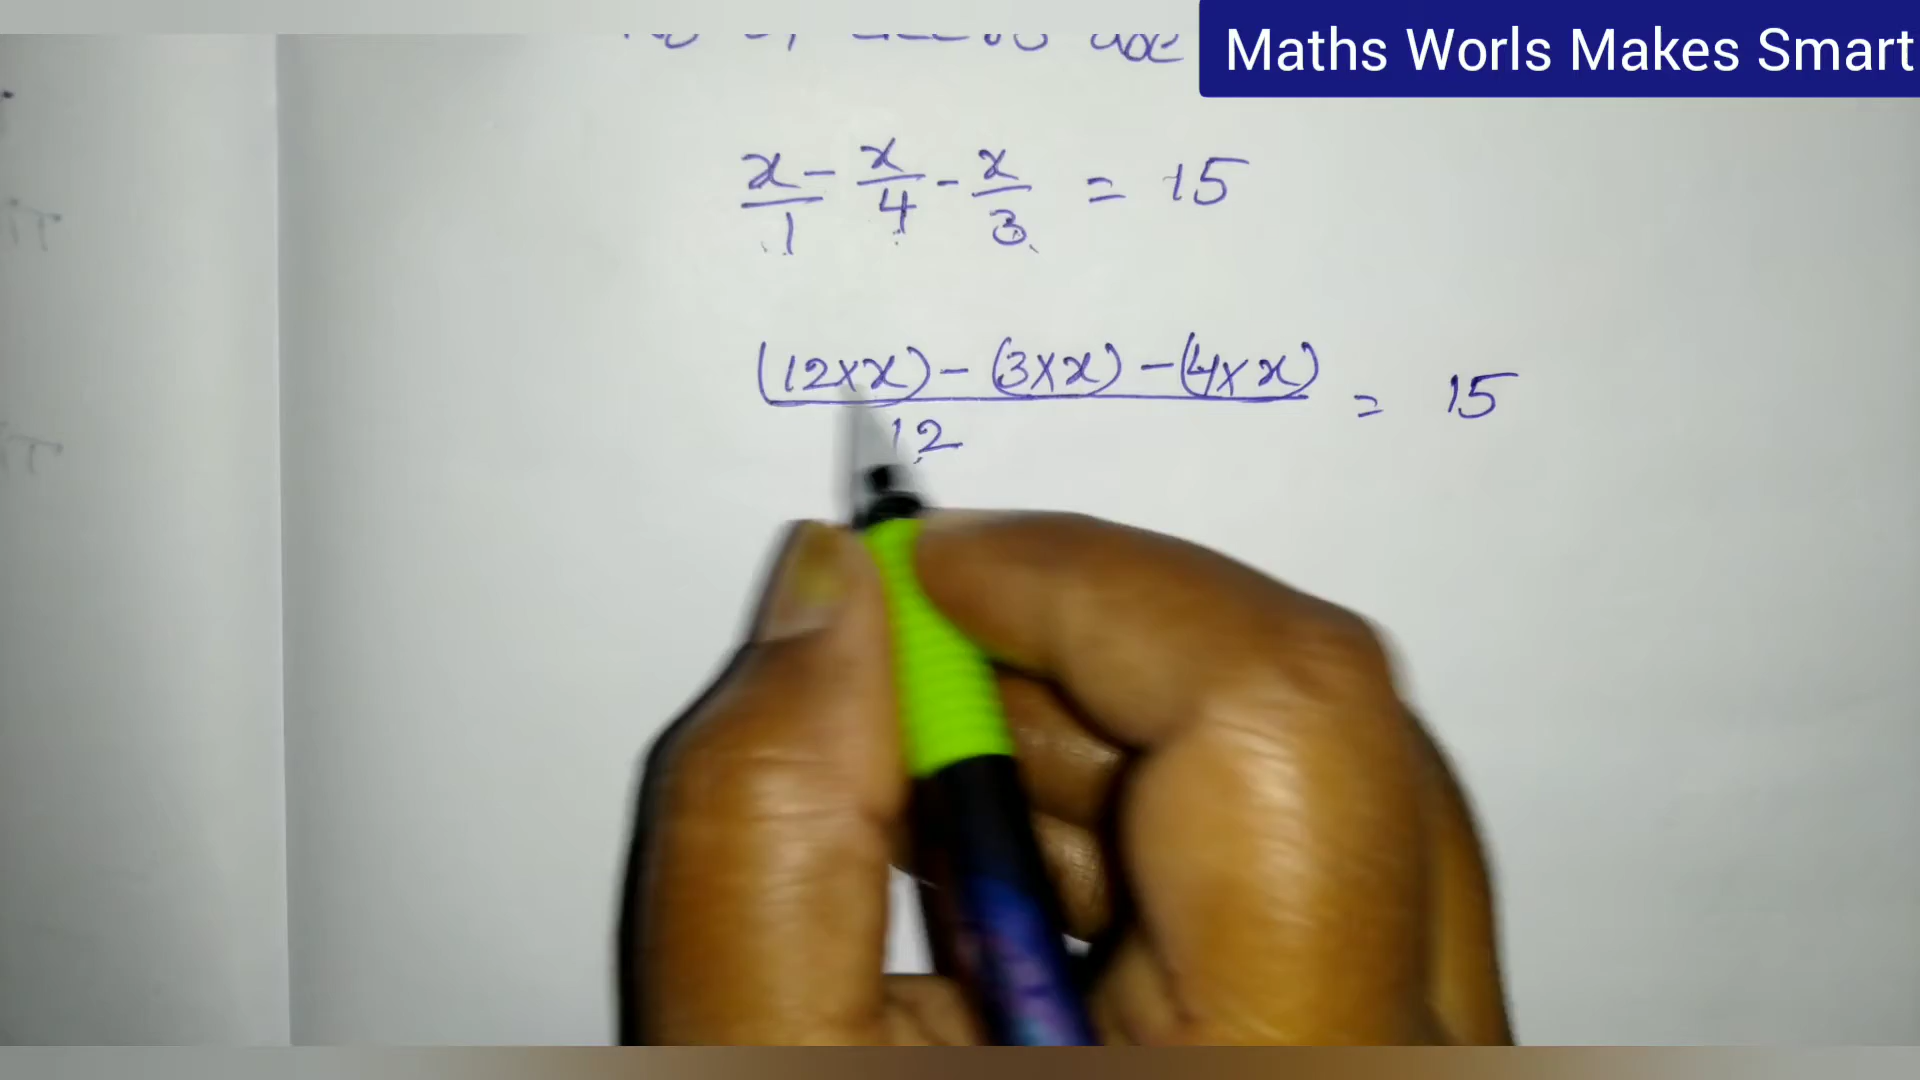 Maths Worls Makes Smart
x/1 - x/4 - x/3 = 15
(12×x) - (3×x) - (4×x) / 12 = 15